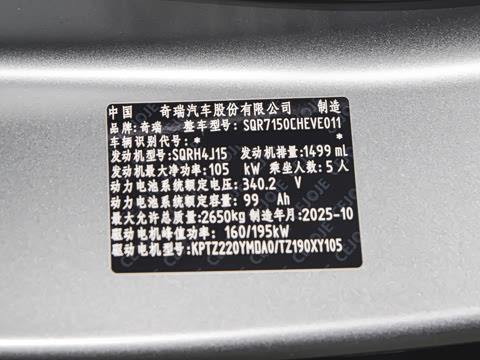 中国 奇瑞汽车股份有限公司 制造
品牌:奇瑞 整车型号: SQR7150CHEVE011
车辆识别代号: * *
发动机型号:SQRH4J15 发动机排量:1499 mL
发动机最大净功率:105 kW 乘坐人数:5 人
动力电池系统额定电压:340.2 V
动力电池系统额定容量:99 Ah
最大允许总质量:2650kg 制造年月:2025-10
驱动电机峰值功率: 160/195kW
驱动电机型号:KPTZ220YMDA0/TZ190XY105